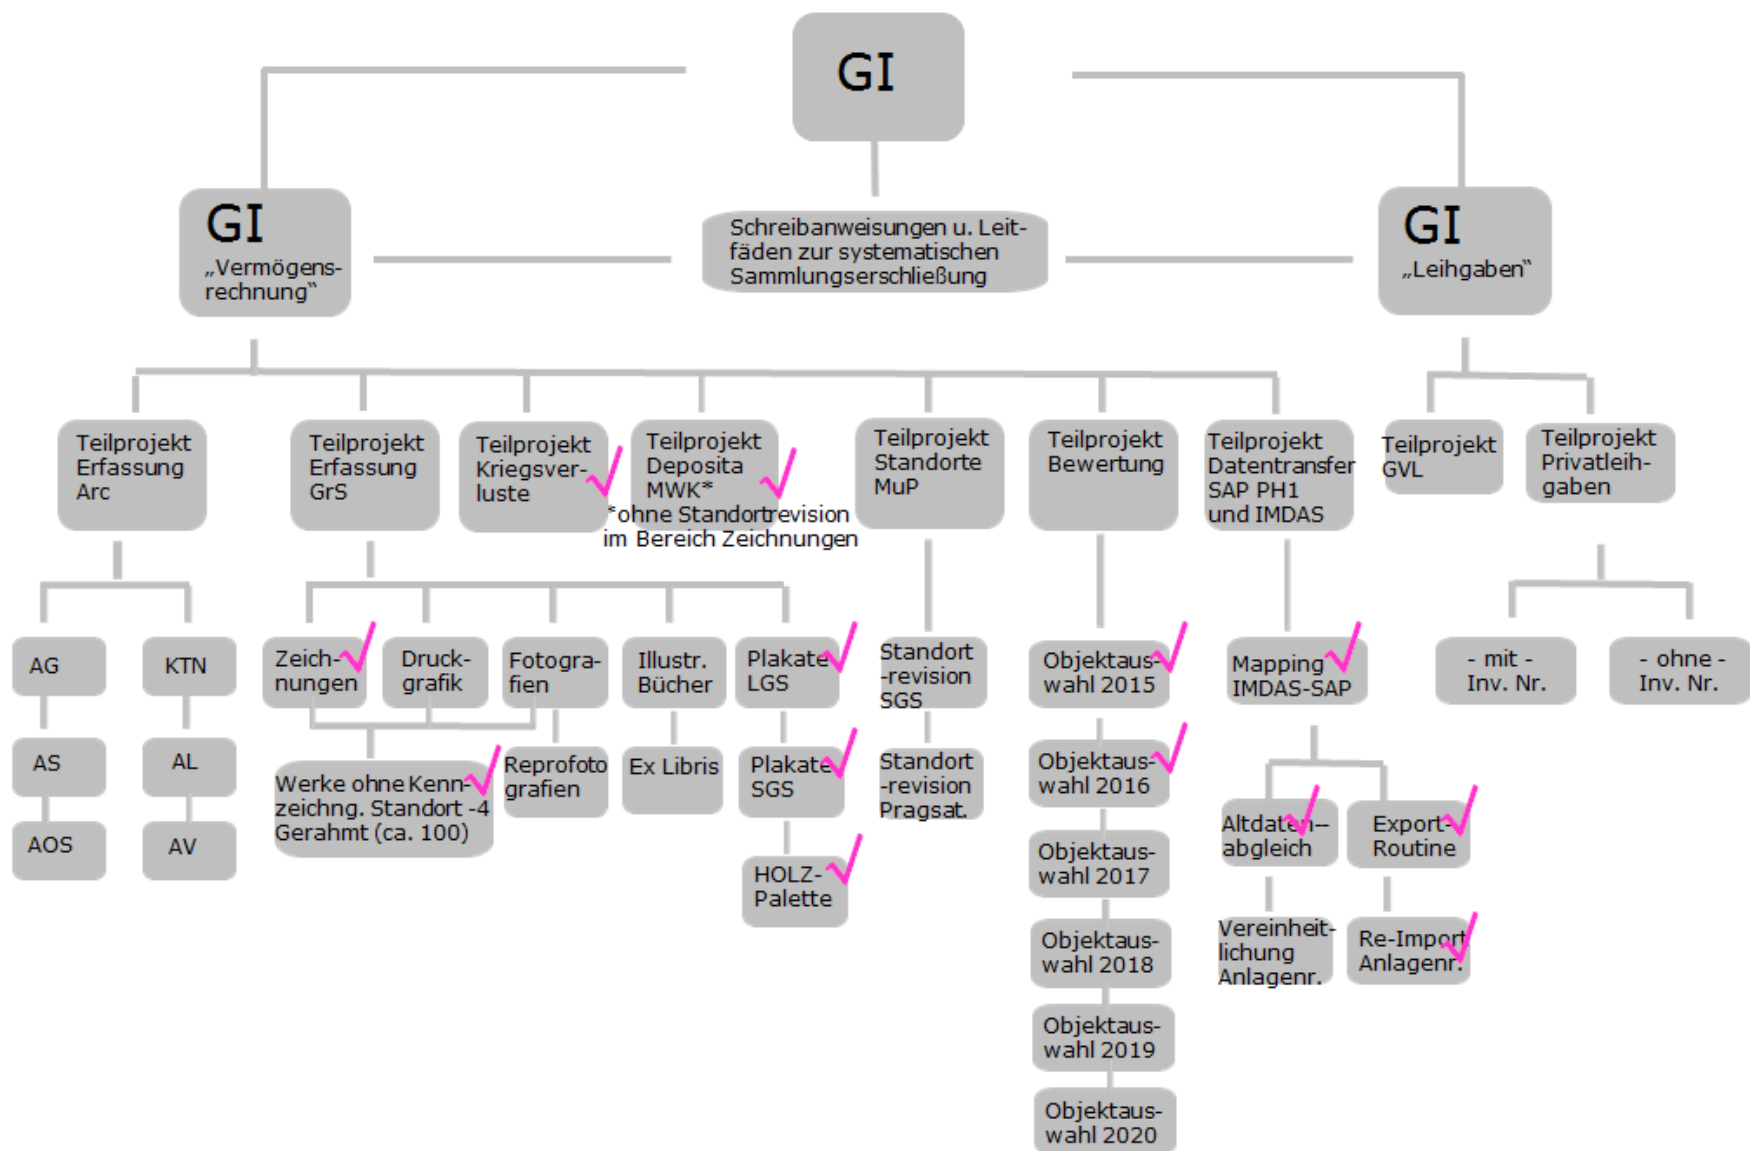 GI
GI
„Vermögens-
rechnung“
Schreibanweisungen u. Leit-
fäden zur systematischen
Sammlungserschließung
GI
„Leihgaben“
Teilprojekt
Erfassung
Arc
Teilprojekt
Erfassung
GrS
Teilprojekt
Kriegsver-
luste
Teilprojekt
Deposita
MWK*
*ohne Standortrevision
im Bereich Zeichnungen
Teilprojekt
Standorte
MuP
Teilprojekt
Bewertung
Teilprojekt
Datentransfer
SAP PH1
und IMDAS
Teilprojekt
GVL
Teilprojekt
Privatleih-
gaben
AG
KTN
AS
AL
AOS
AV
Zeich-
nungen
Druck-
grafik
Fotogra-
fien
Illustr.
Bücher
Plakate
LGS
Werke ohne Kenn-
zeichng. Standort -4
Gerahmt (ca. 100)
Reprofoto
grafien
Ex Libris
Plakate
SGS
HOLZ-
Palette
Standort
-revision
SGS
Standort
-revision
Pragsat.
Objektaus-
wahl 2015
Objektaus-
wahl 2016
Objektaus-
wahl 2017
Objektaus-
wahl 2018
Objektaus-
wahl 2019
Objektaus-
wahl 2020
Mapping
IMDAS-SAP
Altdaten--
abgleich
Export-
Routine
Vereinheit-
lichung
Anlagenr.
Re-Import
Anlagenr.
- mit -
Inv. Nr.
- ohne -
Inv. Nr.